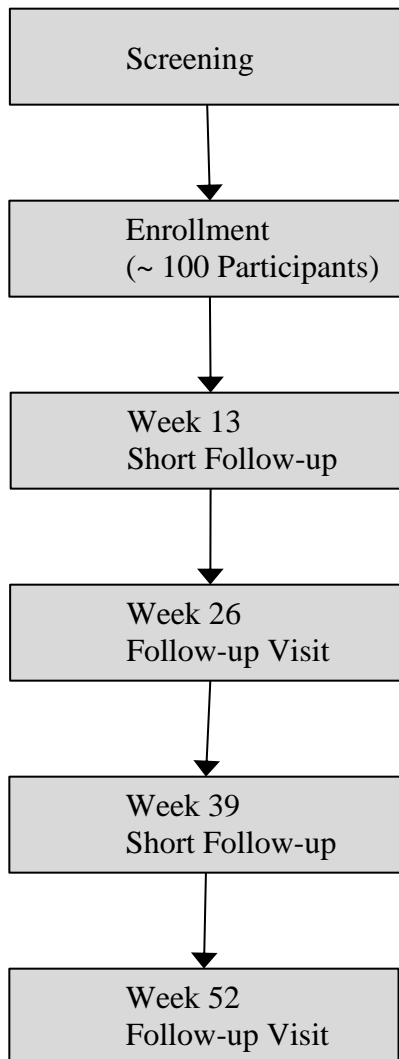 Screening
Enrollment
(~ 100 Participants)
Week 13
Short Follow-up
Week 26
Follow-up Visit
Week 39
Short Follow-up
Week 52
Follow-up Visit